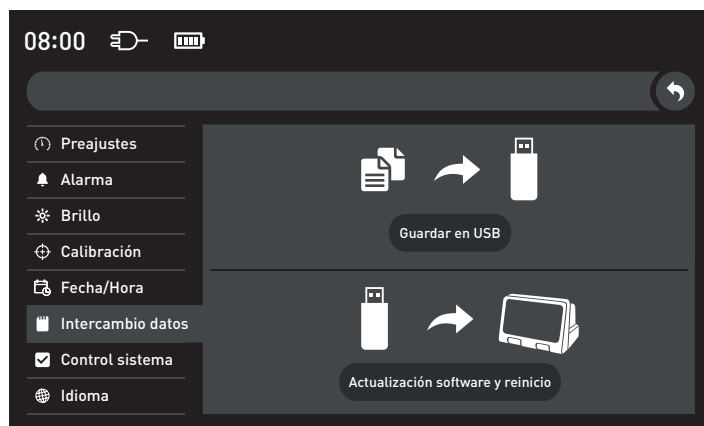 08:00
Preajustes
Alarma
Brillo
Calibración
Fecha/Hora
Intercambio datos
Control sistema
Idioma
Guardar en USB
Actualización software y reinicio